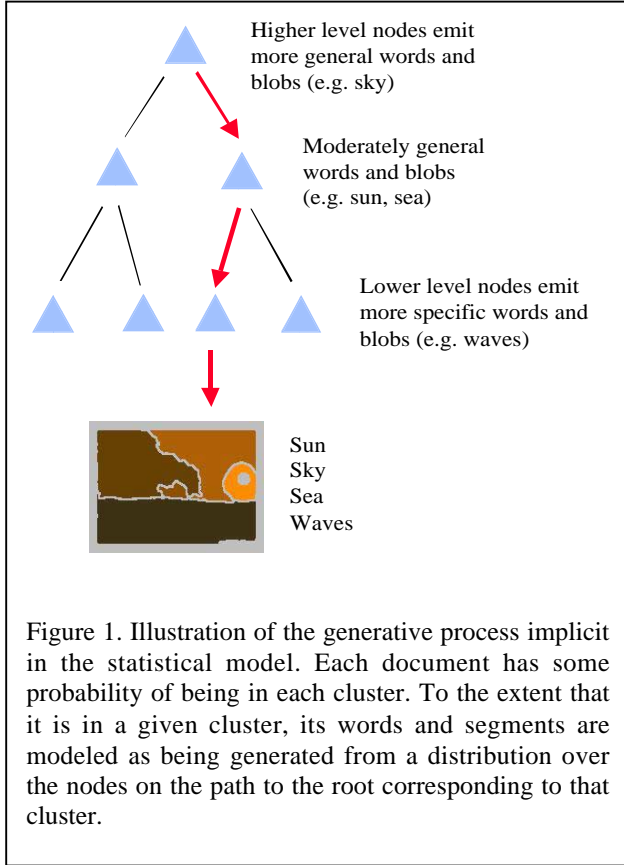 Higher level nodes emit
more general words and
blobs (e.g. sky)
Moderately general
words and blobs
(e.g. sun, sea)
Lower level nodes emit
more specific words and
blobs (e.g. waves)
Sun
Sky
Sea
Waves
Figure 1. Illustration of the generative process implicit
in the statistical model. Each document has some
probability of being in each cluster. To the extent that
it is in a given cluster, its words and segments are
modeled as being generated from a distribution over
the nodes on the path to the root corresponding to that
cluster.